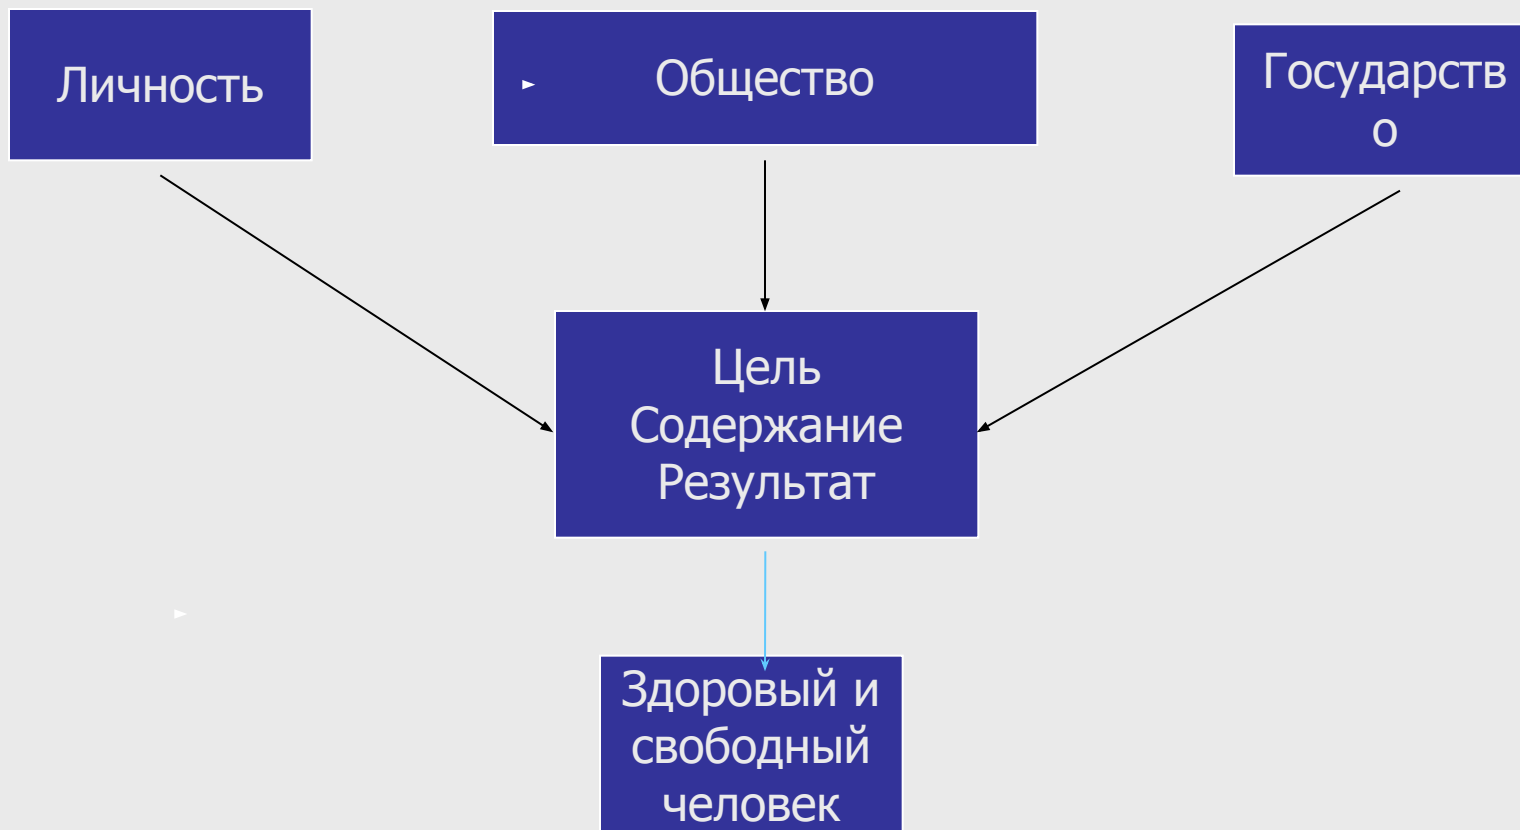 Личность
► Общество
Государств
о
Цель
Содержание
Результат
►
Здоровый и
свободный
человек